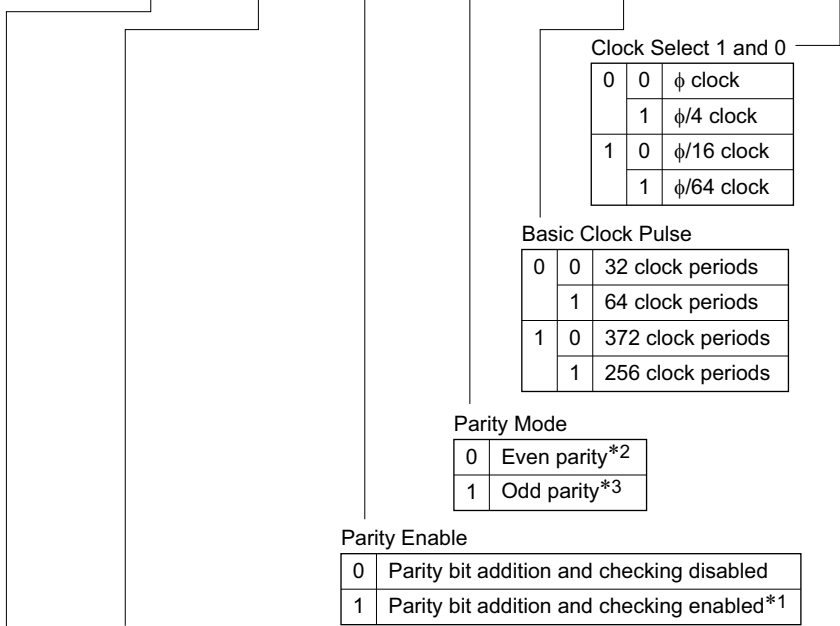 Clock Select 1 and 0
0 0 ϕ clock
1 ϕ/4 clock
1 0 ϕ/16 clock
1 ϕ/64 clock
Basic Clock Pulse
0 0 32 clock periods
1 64 clock periods
1 0 372 clock periods
1 256 clock periods
Parity Mode
0 Even parity*2
1 Odd parity*3
Parity Enable
0 Parity bit addition and checking disabled
1 Parity bit addition and checking enabled*1